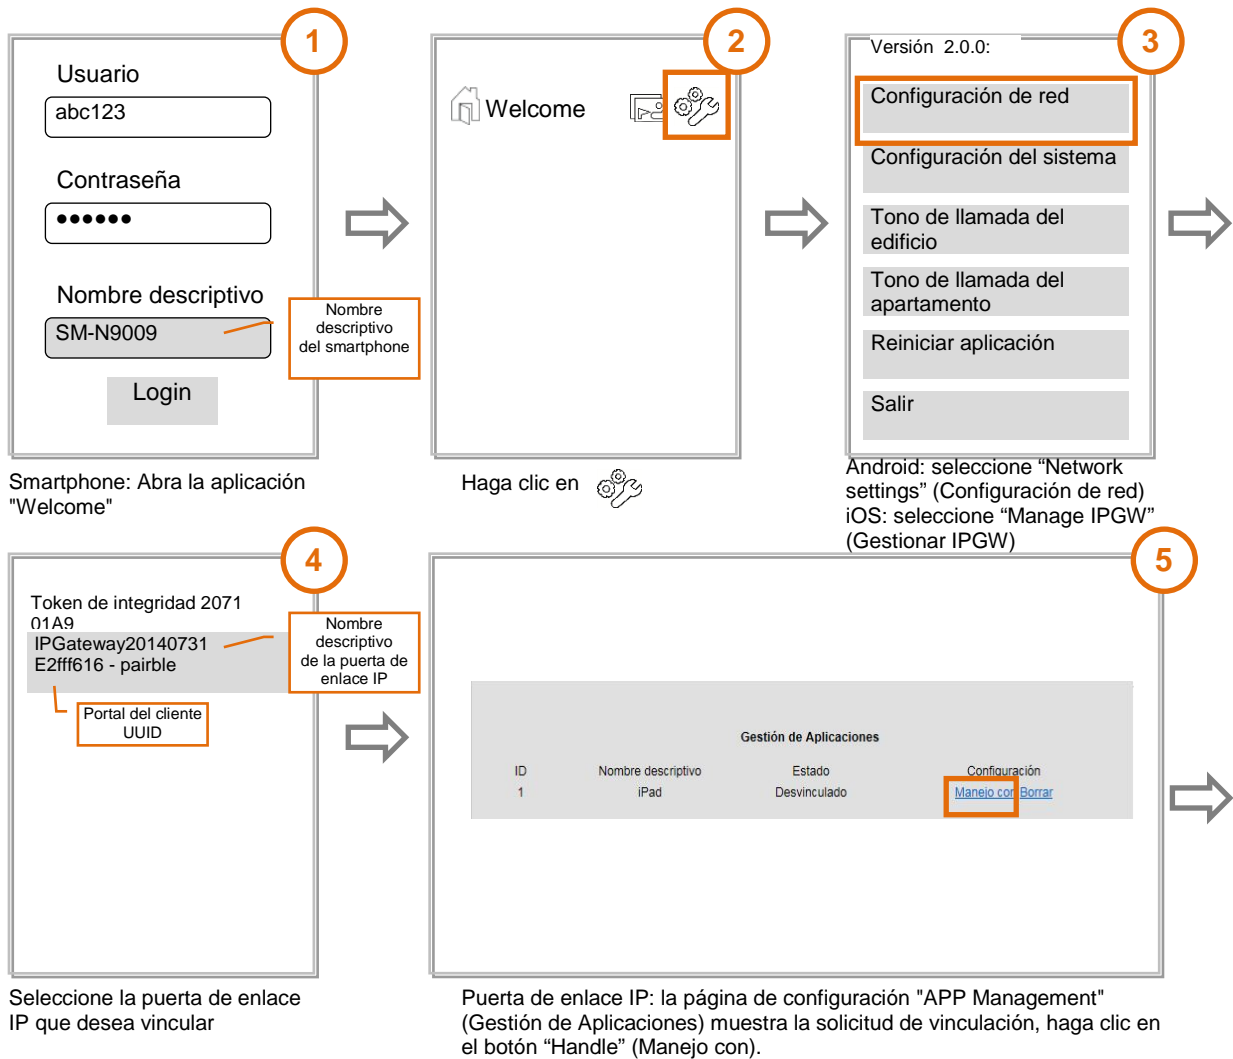 1
Usuario
abc123
Contraseña
Nombre descriptivo
SM-N9009
Nombre
descriptivo
del smartphone
Login
Smartphone: Abra la aplicación
"Welcome"
2
Welcome
Haga clic en
3
Versión 2.0.0:
Configuración de red
Configuración del sistema
Tono de llamada del
edificio
Tono de llamada del
apartamento
Reiniciar aplicación
Salir
Android: seleccione “Network
settings” (Configuración de red)
iOS: seleccione “Manage IPGW”
(Gestionar IPGW)
4
Token de integridad 2071
01A9
IPGateway20140731
E2fff616 - pairble
Nombre
descriptivo
de la puerta de
enlace IP
Portal del cliente
UUID
Seleccione la puerta de enlace
IP que desea vincular
5
Gestión de Aplicaciones
ID Nombre descriptivo Estado Configuración
1 iPad Desvinculado Manejo con Borrar
Puerta de enlace IP: la página de configuración "APP Management"
(Gestión de Aplicaciones) muestra la solicitud de vinculación, haga clic en
el botón “Handle” (Manejo con).